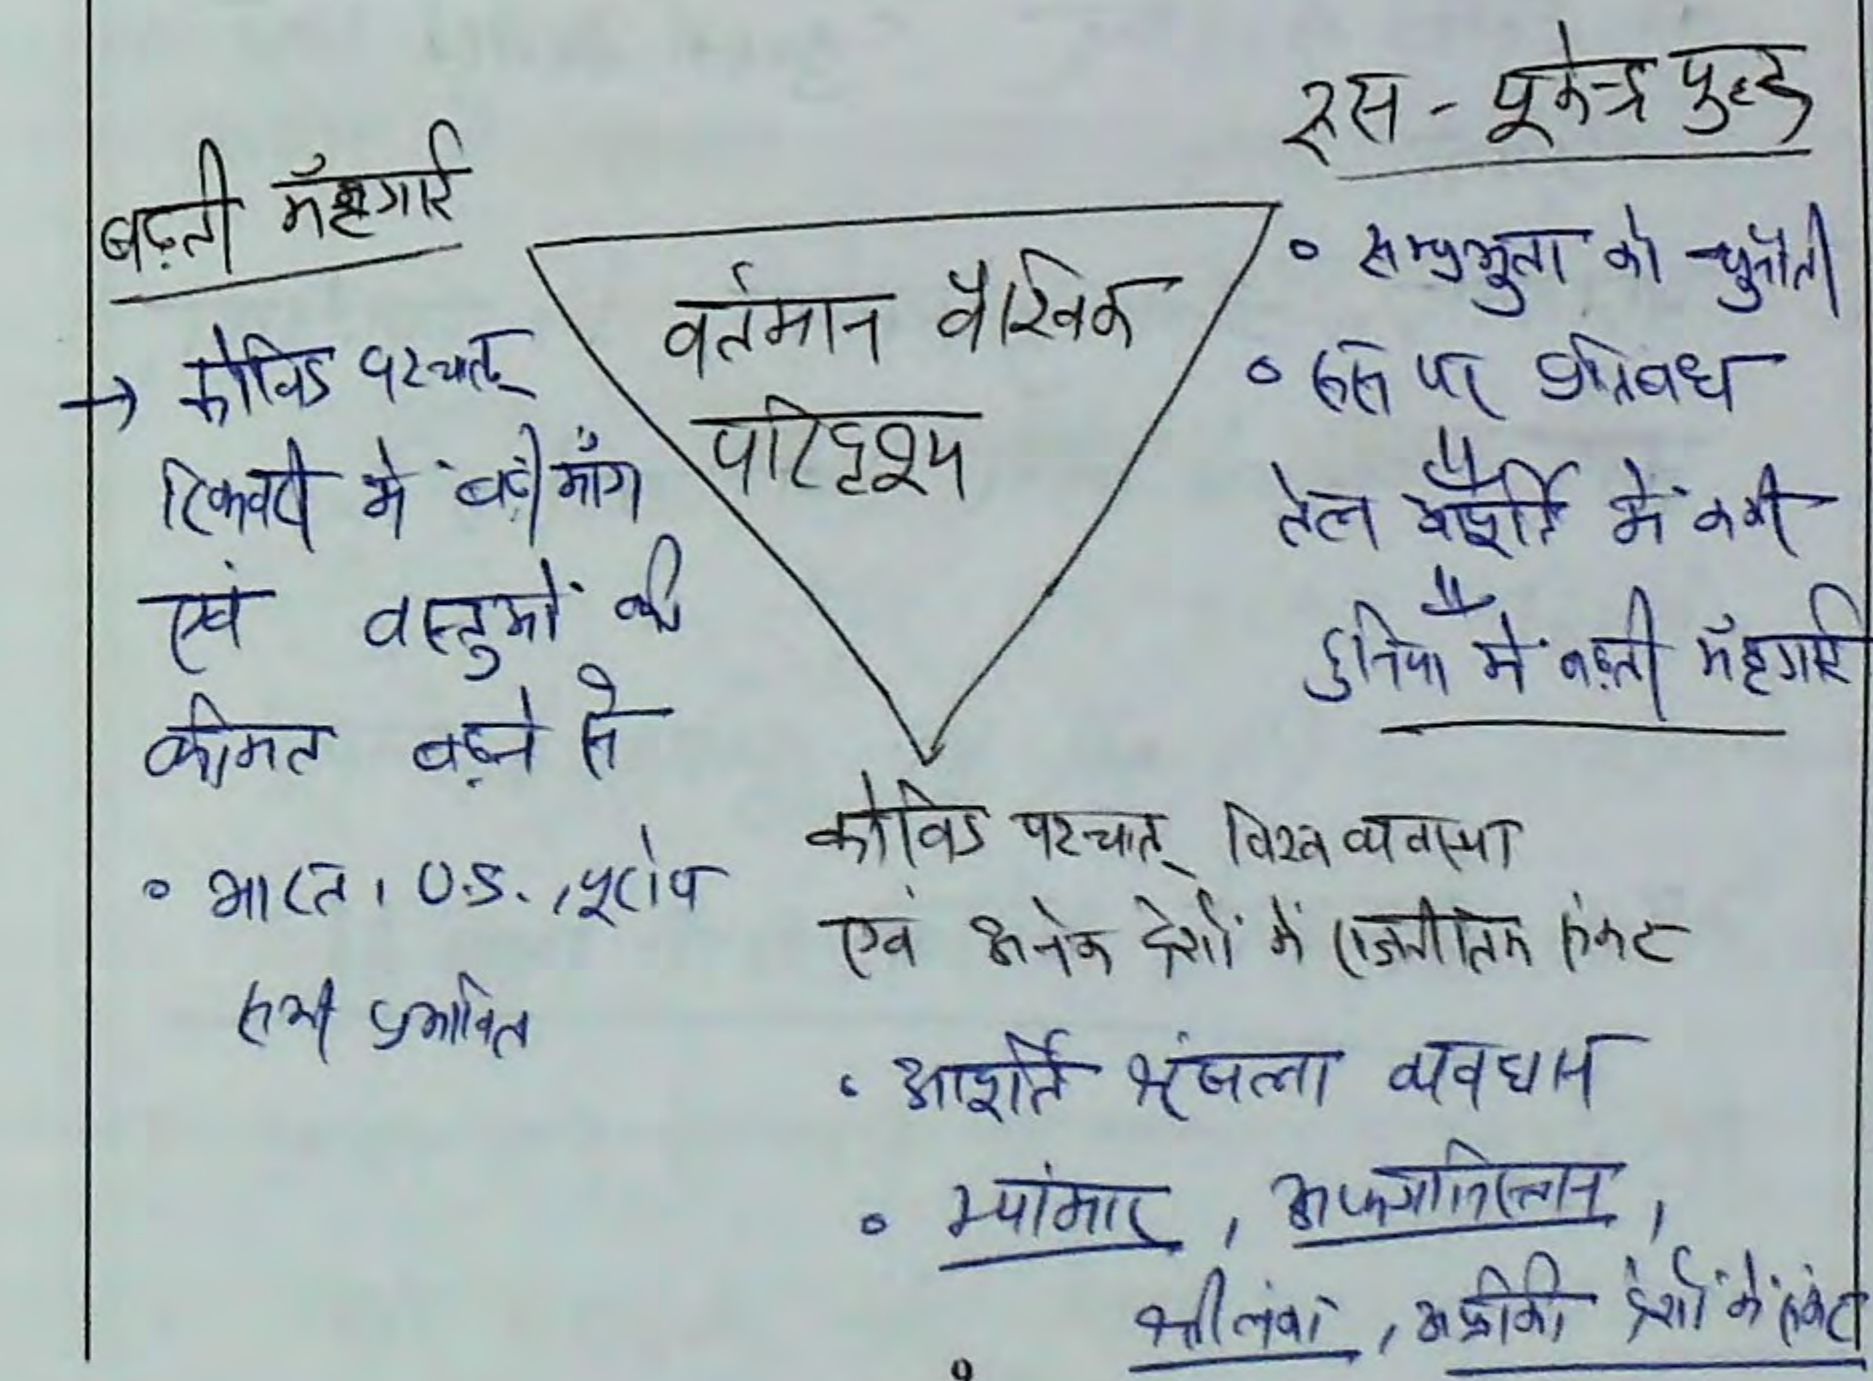 बढ़ती मँहगाई
→ कोविड पश्चात्
रिकवरी में बढ़ी माँग
एवं वस्तुओं की
कीमत बढ़ने से
॰ भारत, U.S., यूरोप
सभी प्रभावित
वर्तमान वैश्विक
परिदृश्य
रूस - यूक्रेन युद्ध
॰ सम्प्रभुता को चुनौती
॰ रूस पर प्रतिबंध
⇓
तेल आपूर्ति में कमी
⇓
दुनिया में बढ़ती मँहगाई
कोविड पश्चात् विश्व व्यवस्था
एवं अनेक देशों में राजनीतिक संकट
॰ आपूर्ति श्रृंखला व्यवधान
॰ म्यांमार, अफगानिस्तान,
श्रीलंका, अफ्रीकी देशों में संकट